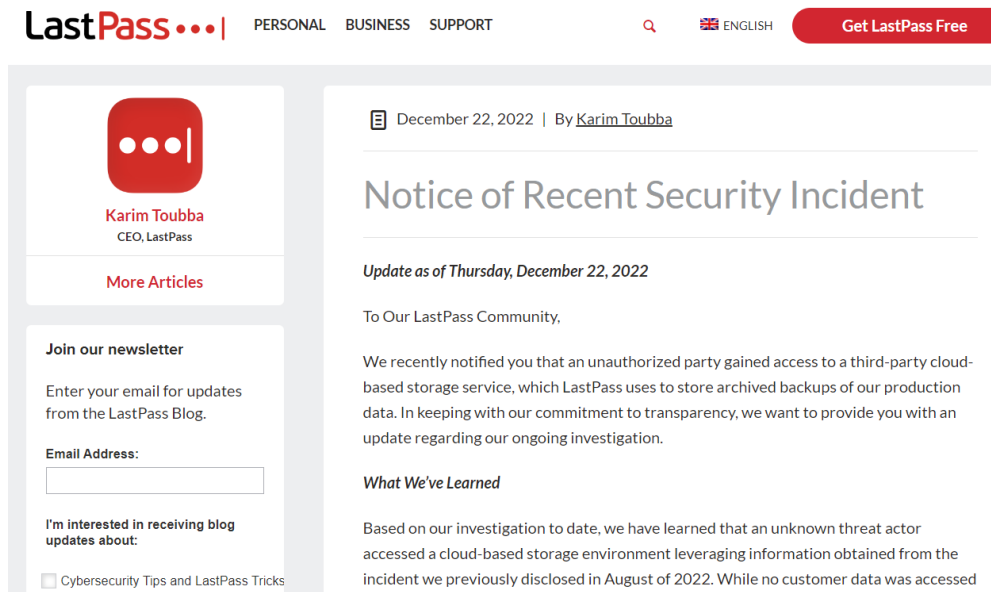 LastPass
PERSONAL BUSINESS SUPPORT
ENGLISH
Get LastPass Free
Karim Toubba
CEO, LastPass
More Articles
Join our newsletter
Enter your email for updates
from the LastPass Blog.
Email Address:
I'm interested in receiving blog
updates about:
Cybersecurity Tips and LastPass Tricks
December 22, 2022 | By Karim Toubba
Notice of Recent Security Incident
Update as of Thursday, December 22, 2022
To Our LastPass Community,
We recently notified you that an unauthorized party gained access to a third-party cloud-
based storage service, which LastPass uses to store archived backups of our production
data. In keeping with our commitment to transparency, we want to provide you with an
update regarding our ongoing investigation.
What We've Learned
Based on our investigation to date, we have learned that an unknown threat actor
accessed a cloud-based storage environment leveraging information obtained from the
incident we previously disclosed in August of 2022. While no customer data was accessed